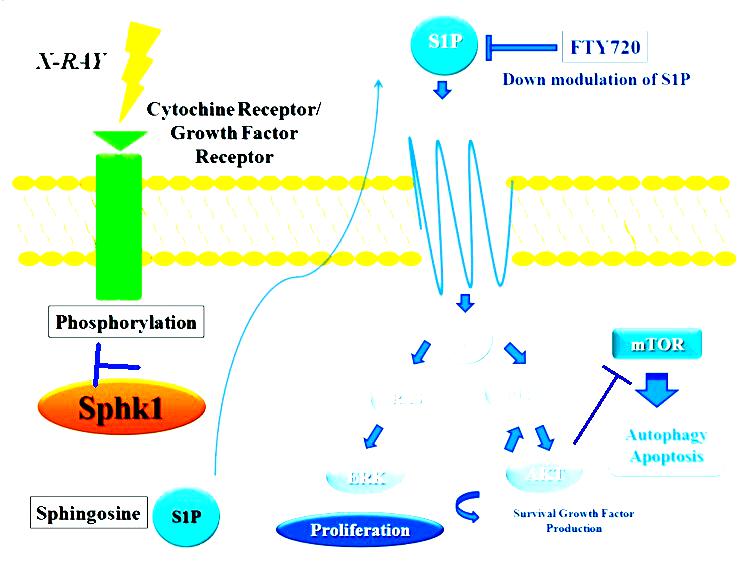 S1P
FTY720
Down modulation of S1P
X-RAY
Cytochine Receptor/
Growth Factor
Receptor
Phosphorylation
Sphk1
Sphingosine
S1P
mTOR
Autophagy
Apoptosis
ERK
AKT
Proliferation
Survival Growth Factor
Production